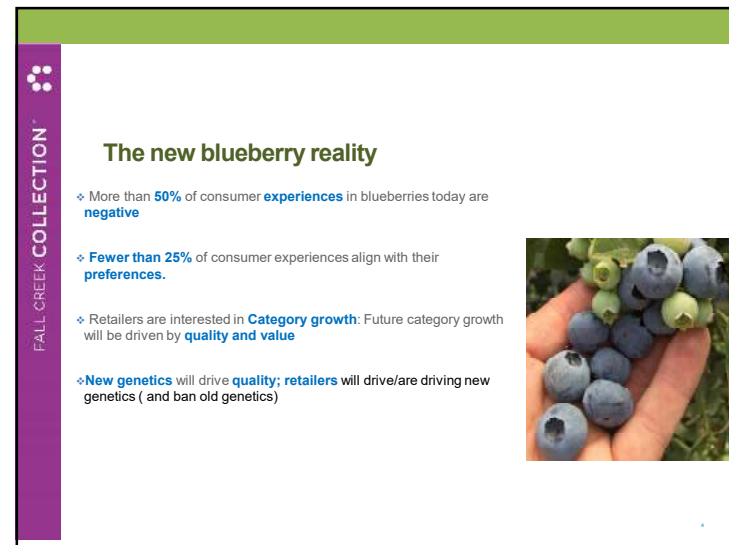 FALL CREEK COLLECTION
The new blueberry reality
❖ More than 50% of consumer experiences in blueberries today are
negative
❖ Fewer than 25% of consumer experiences align with their
preferences.
❖ Retailers are interested in Category growth: Future category growth
will be driven by quality and value
❖New genetics will drive quality; retailers will drive/are driving new
genetics ( and ban old genetics)